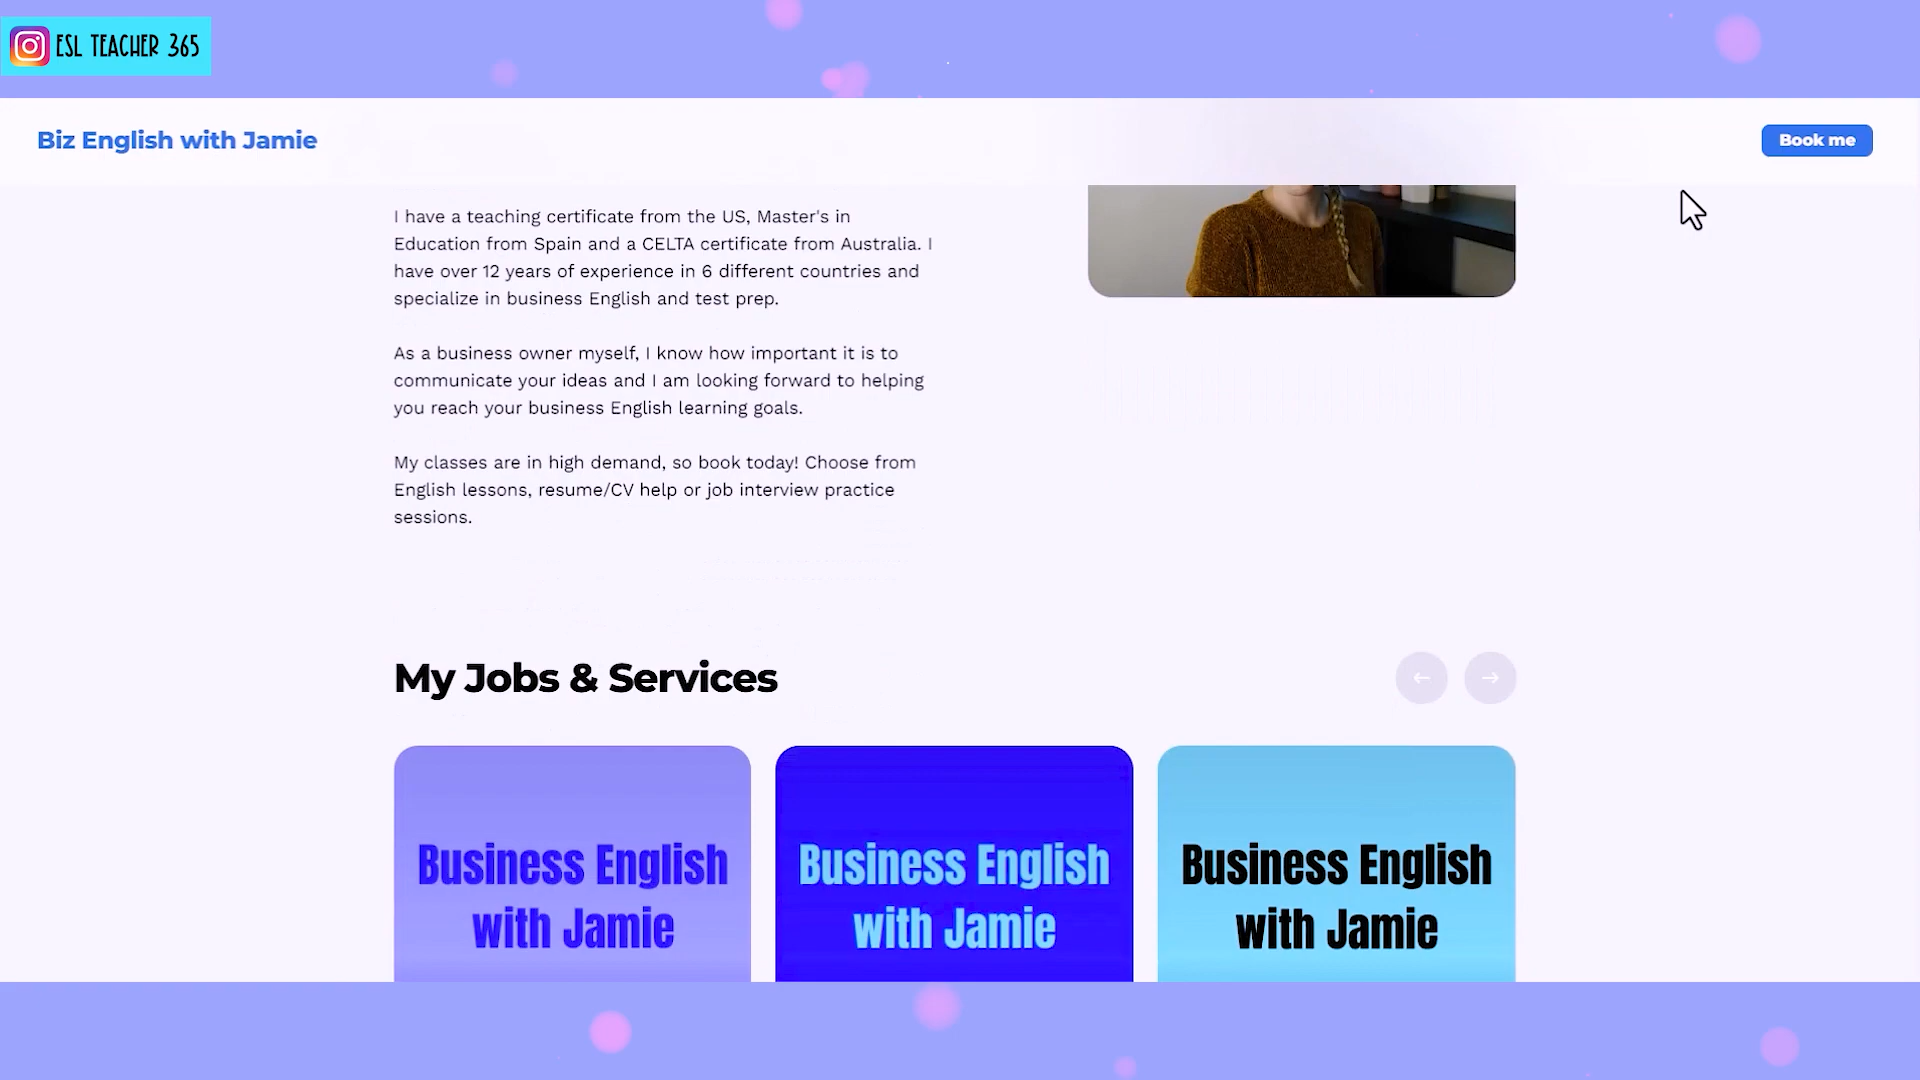 ESL TEACHER 365
Biz English with Jamie
Book me
I have a teaching certificate from the US, Master's in
Education from Spain and a CELTA certificate from Australia. I
have over 12 years of experience in 6 different countries and
specialize in business English and test prep.
As a business owner myself, I know how important it is to
communicate your ideas and I am looking forward to helping
you reach your business English learning goals.
My classes are in high demand, so book today! Choose from
English lessons, resume/CV help or job interview practice
sessions.
My Jobs & Services
Business English
with Jamie
Business English
with Jamie
Business English
with Jamie